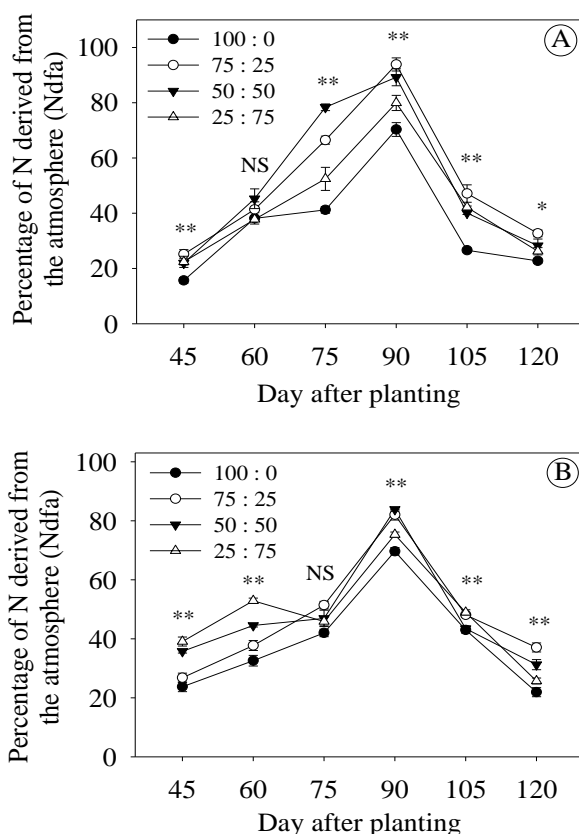 A
100 : 0
75 : 25
50 : 50
25 : 75
**
NS
**
**
**
*
100
80
60
40
20
0
Percentage of N derived from
the atmosphere (Ndfa)
45 60 75 90 105 120
Day after planting
B
100 : 0
75 : 25
50 : 50
25 : 75
**
**
NS
**
**
**
100
80
60
40
20
0
Percentage of N derived from
the atmosphere (Ndfa)
45 60 75 90 105 120
Day after planting